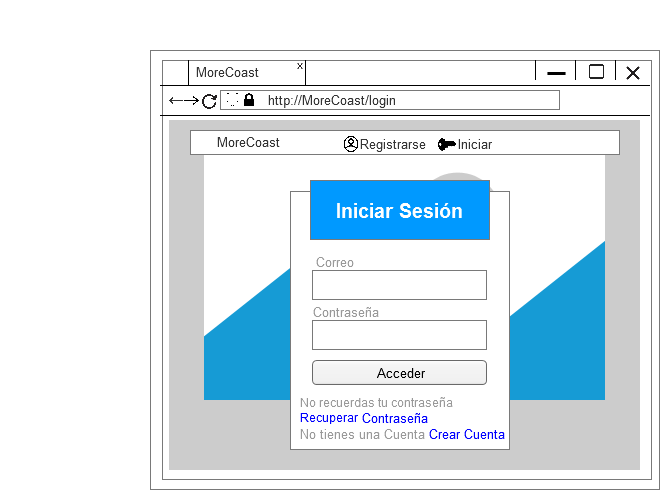 MoreCoast x
http://MoreCoast/login
MoreCoast Registrarse Iniciar
Iniciar Sesión
Correo
Contraseña
Acceder
No recuerdas tu contraseña
Recuperar Contraseña
No tienes una Cuenta Crear Cuenta